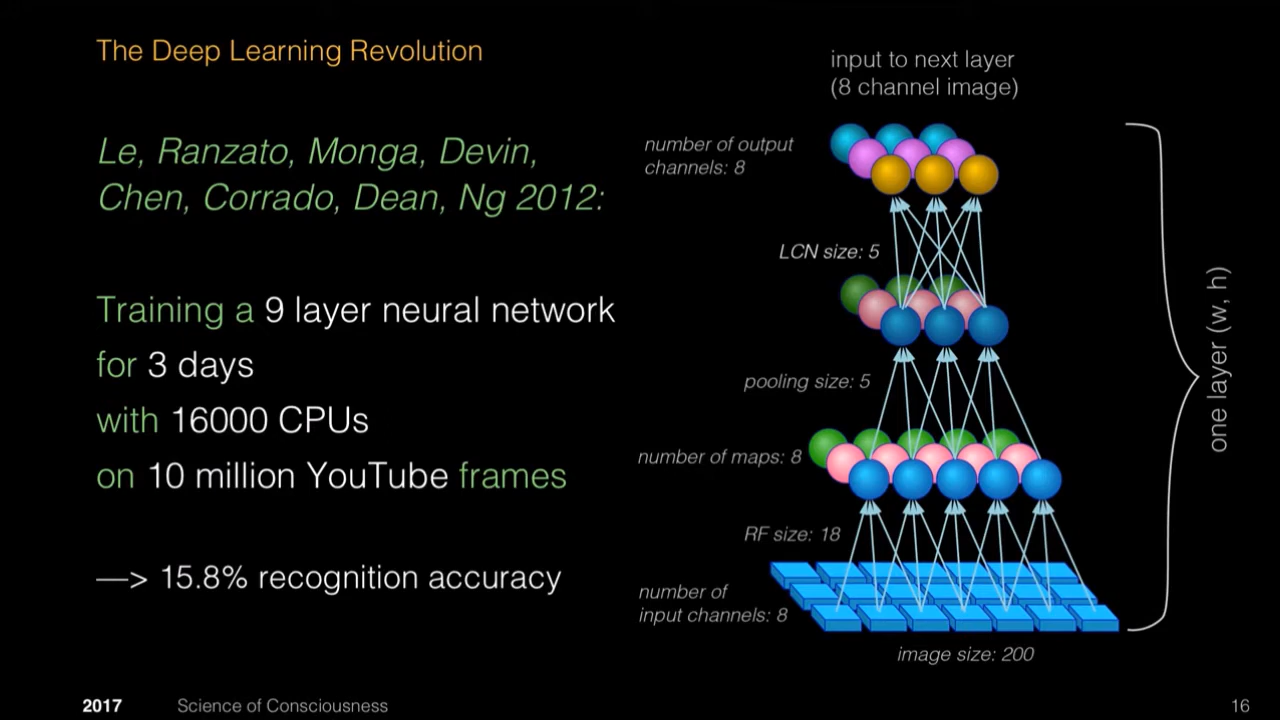 The Deep Learning Revolution
Le, Ranzato, Monga, Devin,
Chen, Corrado, Dean, Ng 2012:
Training a 9 layer neural network
for 3 days
with 16000 CPUs
on 10 million YouTube frames
—> 15.8% recognition accuracy
input to next layer
(8 channel image)
number of output
channels: 8
LCN size: 5
pooling size: 5
number of maps: 8
RF size: 18
number of
input channels: 8
image size: 200
one layer (w, h)
2017 Science of Consciousness
16